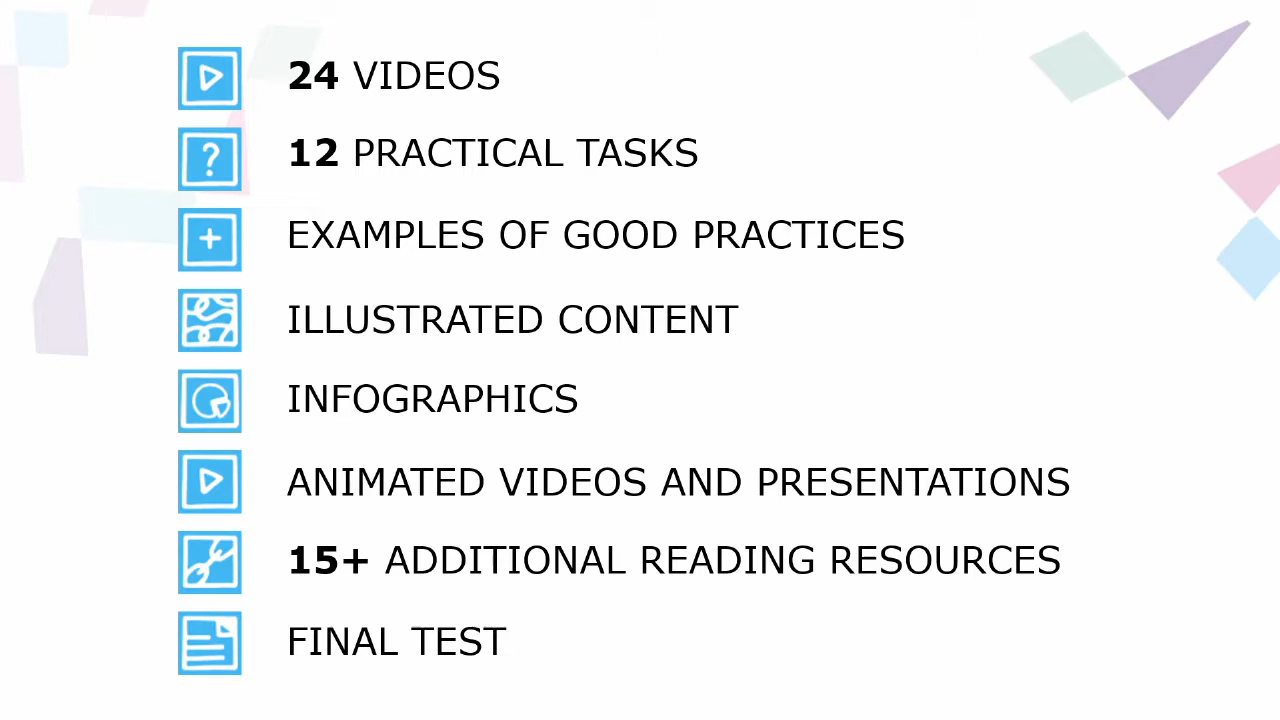 24 VIDEOS
12 PRACTICAL TASKS
EXAMPLES OF GOOD PRACTICES
ILLUSTRATED CONTENT
INFOGRAPHICS
ANIMATED VIDEOS AND PRESENTATIONS
15+ ADDITIONAL READING RESOURCES
FINAL TEST